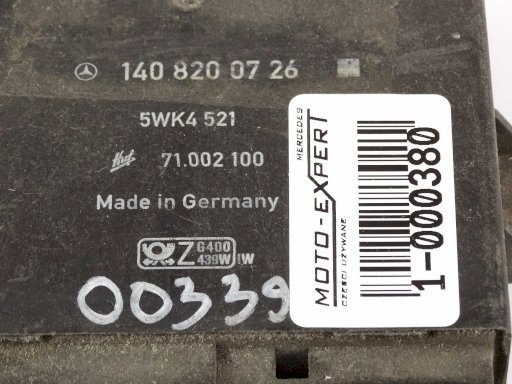 140 820 07 26
5WK4 521
Huf 71.002 100
Made in Germany
Z G400
439W IW
00339
MERCEDES
MOTO-EXPERT
CZĘŚCI UŻYWANE
1-000380